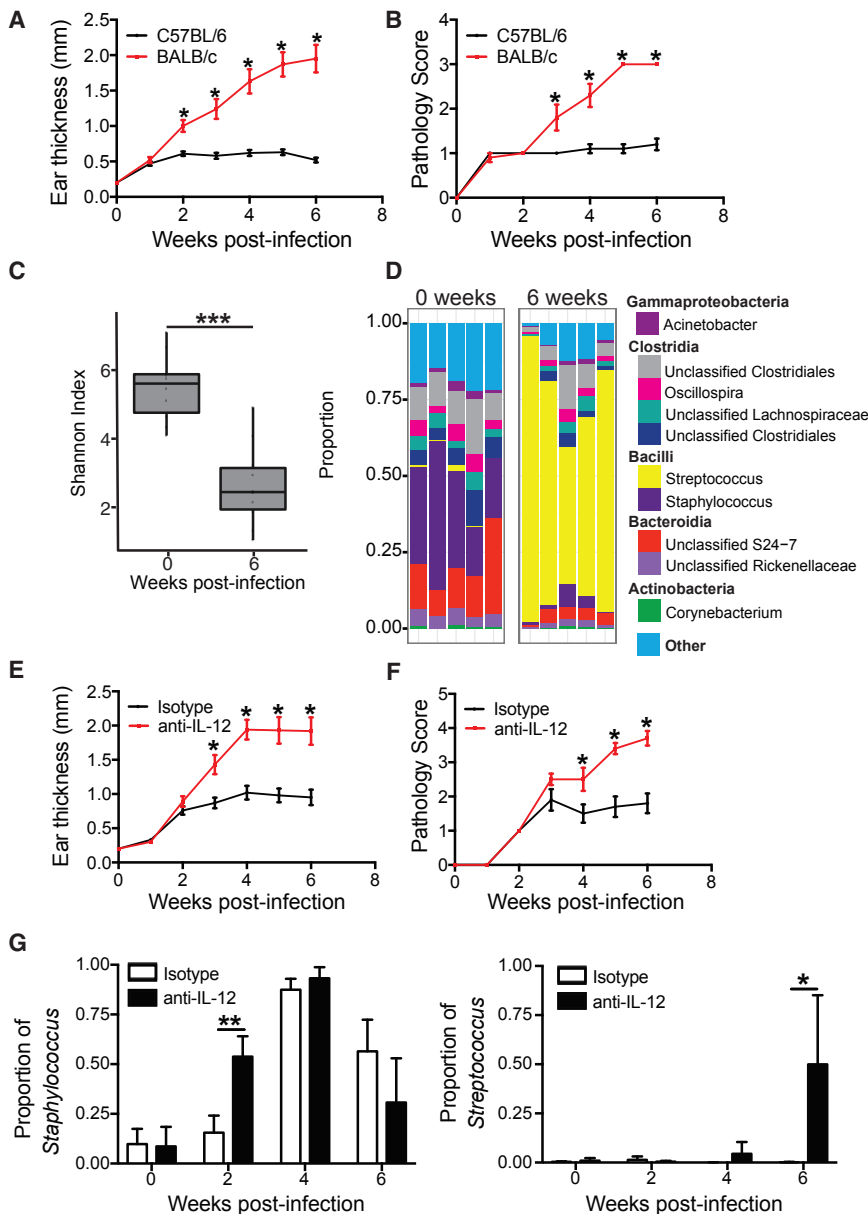 A
C57BL/6
BALB/c
Ear thickness (mm)
2.5
2.0
1.5
1.0
0.5
0.0
* * * * *
0 2 4 6 8
Weeks post-infection
B
C57BL/6
BALB/c
Pathology Score
4
3
2
1
0
* * * *
0 2 4 6 8
Weeks post-infection
C
***
Shannon Index
6
4
2
0 6
Weeks post-infection
D
0 weeks 6 weeks
Proportion
1.00
0.75
0.50
0.25
0.00
Gammaproteobacteria
Acinetobacter
Clostridia
Unclassified Clostridiales
Oscillospira
Unclassified Lachnospiraceae
Unclassified Clostridiales
Bacilli
Streptococcus
Staphylococcus
Bacteroidia
Unclassified S24−7
Unclassified Rickenellaceae
Actinobacteria
Corynebacterium
Other
E
Isotype
anti-IL-12
Ear thickness (mm)
2.5
2.0
1.5
1.0
0.5
0.0
* * * *
0 2 4 6 8
Weeks post-infection
F
Isotype
anti-IL-12
Pathology Score
5
4
3
2
1
0
* * *
0 2 4 6 8
Weeks post-infection
G
Isotype
anti-IL-12
Proportion of
Staphylococcus
1.00
0.75
0.50
0.25
0.00
**
0 2 4 6
Weeks post-infection
Isotype
anti-IL-12
Proportion of
Streptococcus
1.00
0.75
0.50
0.25
0.00
*
0 2 4 6
Weeks post-infection